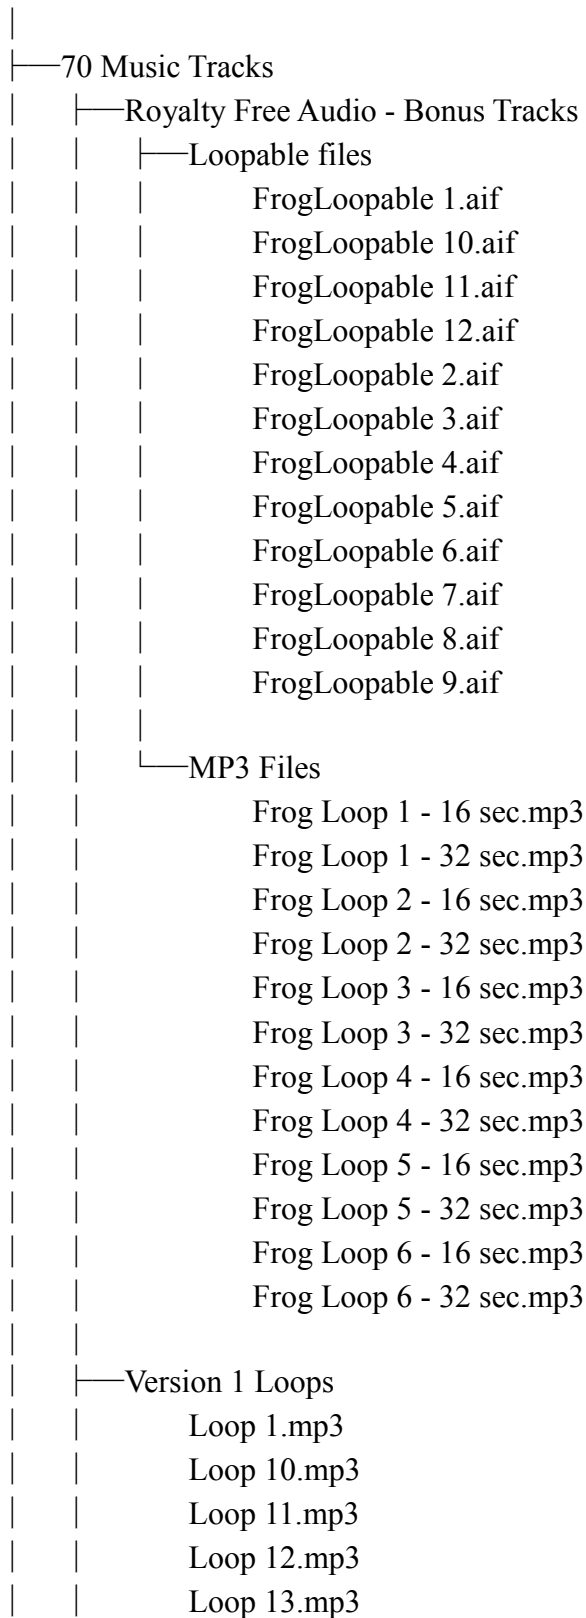 70 Music Tracks
Royalty Free Audio - Bonus Tracks
Loopable files
FrogLoopable 1.aif
FrogLoopable 10.aif
FrogLoopable 11.aif
FrogLoopable 12.aif
FrogLoopable 2.aif
FrogLoopable 3.aif
FrogLoopable 4.aif
FrogLoopable 5.aif
FrogLoopable 6.aif
FrogLoopable 7.aif
FrogLoopable 8.aif
FrogLoopable 9.aif
MP3 Files
Frog Loop 1 - 16 sec.mp3
Frog Loop 1 - 32 sec.mp3
Frog Loop 2 - 16 sec.mp3
Frog Loop 2 - 32 sec.mp3
Frog Loop 3 - 16 sec.mp3
Frog Loop 3 - 32 sec.mp3
Frog Loop 4 - 16 sec.mp3
Frog Loop 4 - 32 sec.mp3
Frog Loop 5 - 16 sec.mp3
Frog Loop 5 - 32 sec.mp3
Frog Loop 6 - 16 sec.mp3
Frog Loop 6 - 32 sec.mp3
Version 1 Loops
Loop 1.mp3
Loop 10.mp3
Loop 11.mp3
Loop 12.mp3
Loop 13.mp3